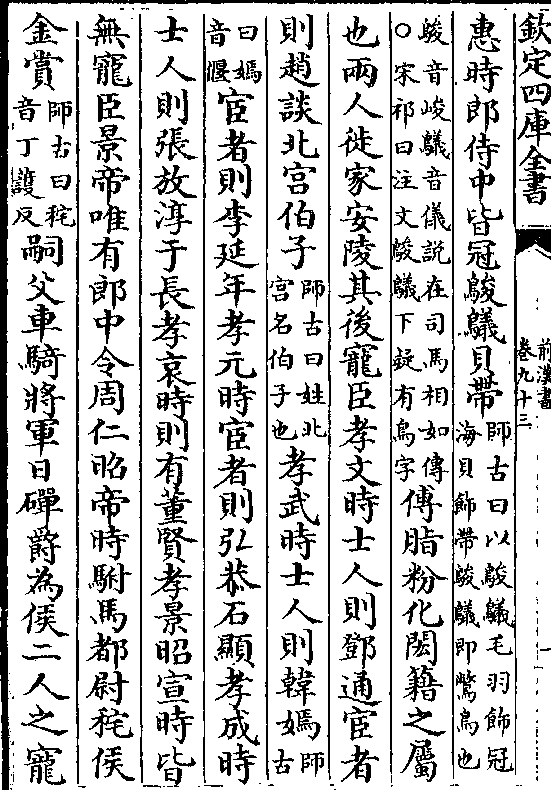 欽定四庫全書
前漢書
卷九十三
惠時郎侍中皆冠鵔鸃貝帶師古曰以鵔鸃毛羽飾冠海貝飾帶鵔鸃即鷩鳥也
鵔音峻鸃音儀説在司馬相如傳○宋祁曰注文鵔鸃下疑有鳥字傅脂粉化閎籍之屬
也兩人徙家安陵其後寵臣孝文時士人則鄧通宦者
則趙談北宫伯子師古曰姓北宫名伯子也孝武時士人則韓嫣師古
曰嫣音偃宦者則李延年孝元時宦者則弘恭石顯孝成時
士人則張放淳于長孝哀時則有董賢孝景昭宣時皆
無寵臣景帝唯有郎中令周仁昭帝時駙馬都尉秺侯
金賞師古曰秺音丁護反嗣父車騎將軍日磾爵為侯二人之寵